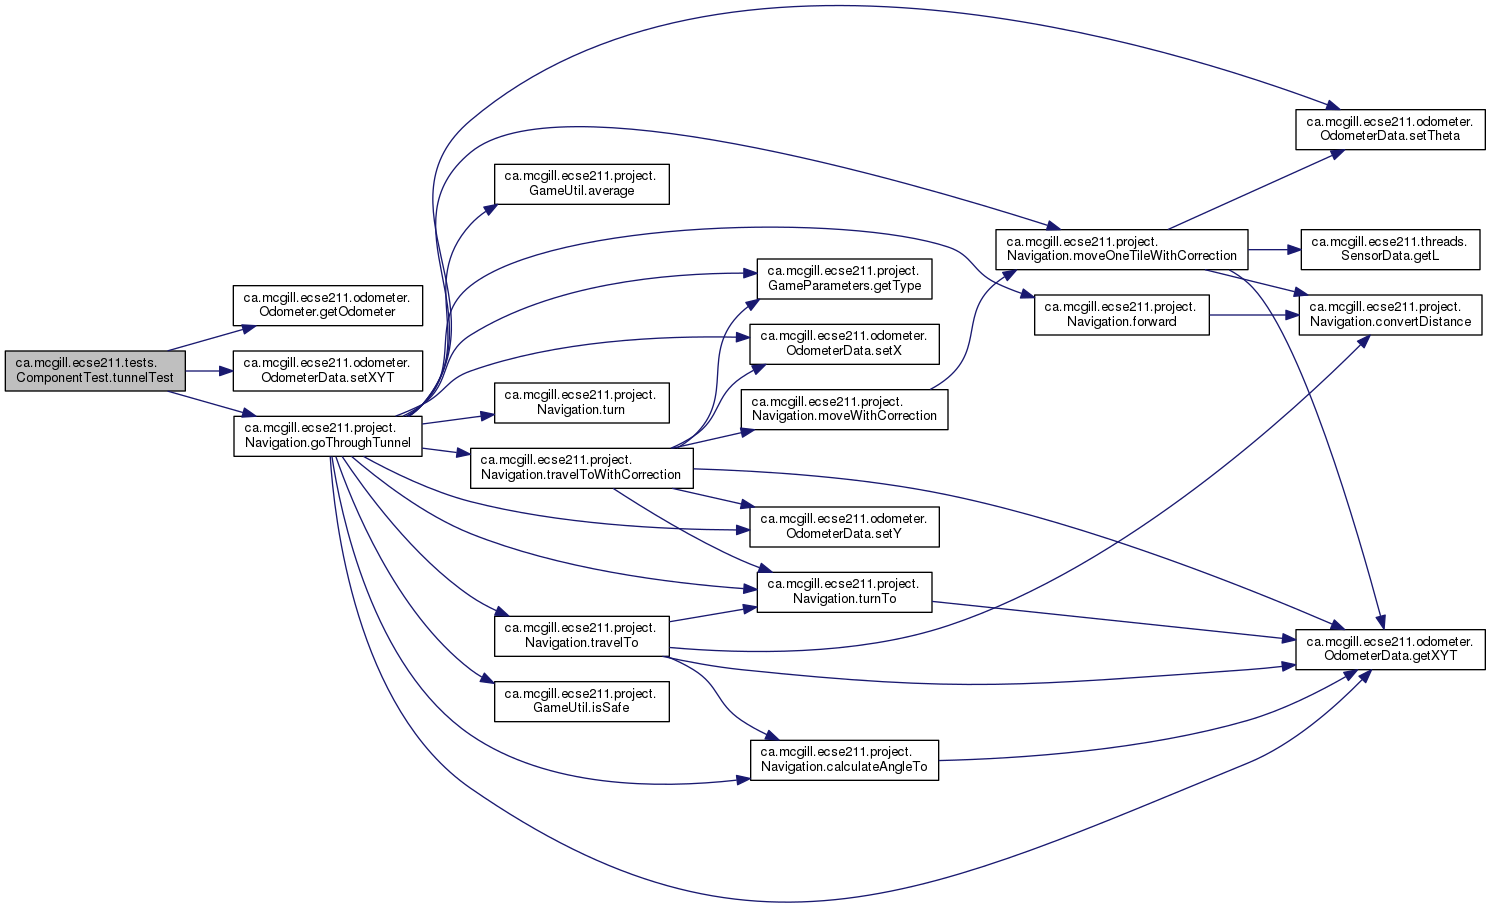 ca.mcgill.ecse211.tests.
ComponentTest.tunnelTest
ca.mcgill.ecse211.odometer.
Odometer.getOdometer
ca.mcgill.ecse211.odometer.
OdometerData.setXYT
ca.mcgill.ecse211.project.
Navigation.goThroughTunnel
ca.mcgill.ecse211.project.
GameUtil.average
ca.mcgill.ecse211.project.
Navigation.turn
ca.mcgill.ecse211.project.
Navigation.travelToWithCorrection
ca.mcgill.ecse211.project.
Navigation.travelTo
ca.mcgill.ecse211.project.
GameUtil.isSafe
ca.mcgill.ecse211.project.
GameParameters.getType
ca.mcgill.ecse211.odometer.
OdometerData.setX
ca.mcgill.ecse211.project.
Navigation.moveWithCorrection
ca.mcgill.ecse211.odometer.
OdometerData.setY
ca.mcgill.ecse211.project.
Navigation.turnTo
ca.mcgill.ecse211.project.
Navigation.calculateAngleTo
ca.mcgill.ecse211.project.
Navigation.moveOneTileWithCorrection
ca.mcgill.ecse211.project.
Navigation.forward
ca.mcgill.ecse211.odometer.
OdometerData.setTheta
ca.mcgill.ecse211.threads.
SensorData.getL
ca.mcgill.ecse211.project.
Navigation.convertDistance
ca.mcgill.ecse211.odometer.
OdometerData.getXYT